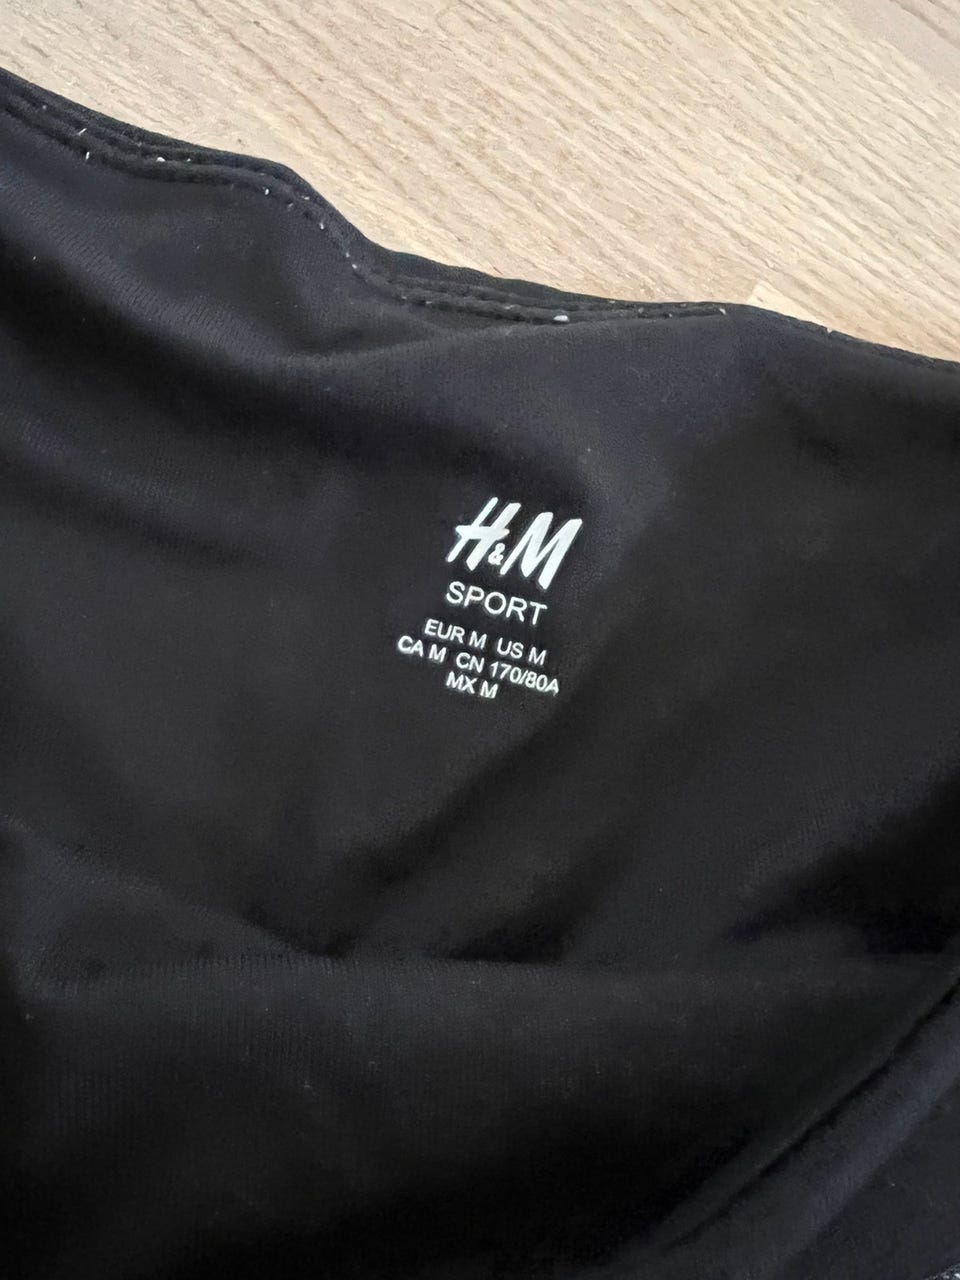 H&M
SPORT
EUR M US M
CA M CN 170/80A
MX M